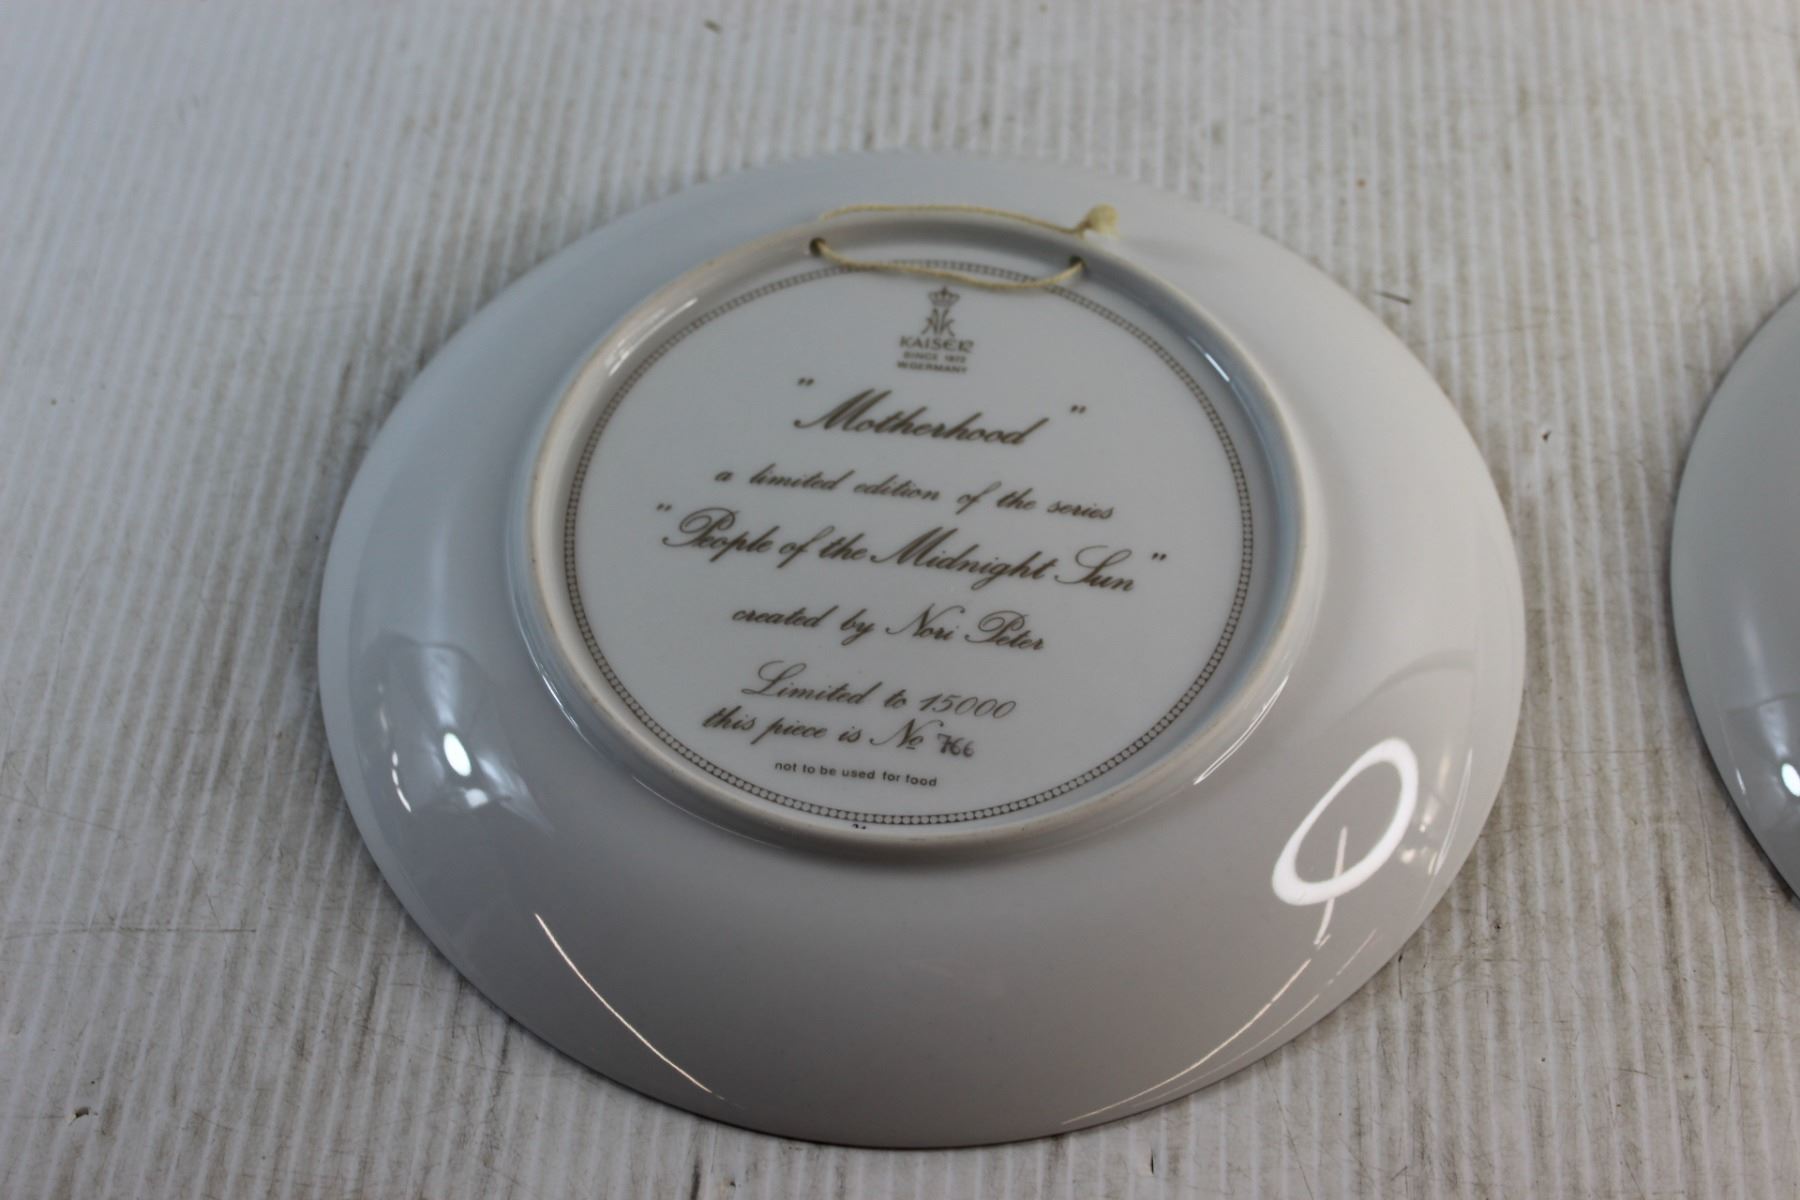 AK
KAISER
SINCE 1872
W.GERMANY
"Motherhood"
a limited edition of the series
"People of the Midnight Sun"
created by Nori Peter
Limited to 15000
this piece is No 766
not to be used for food